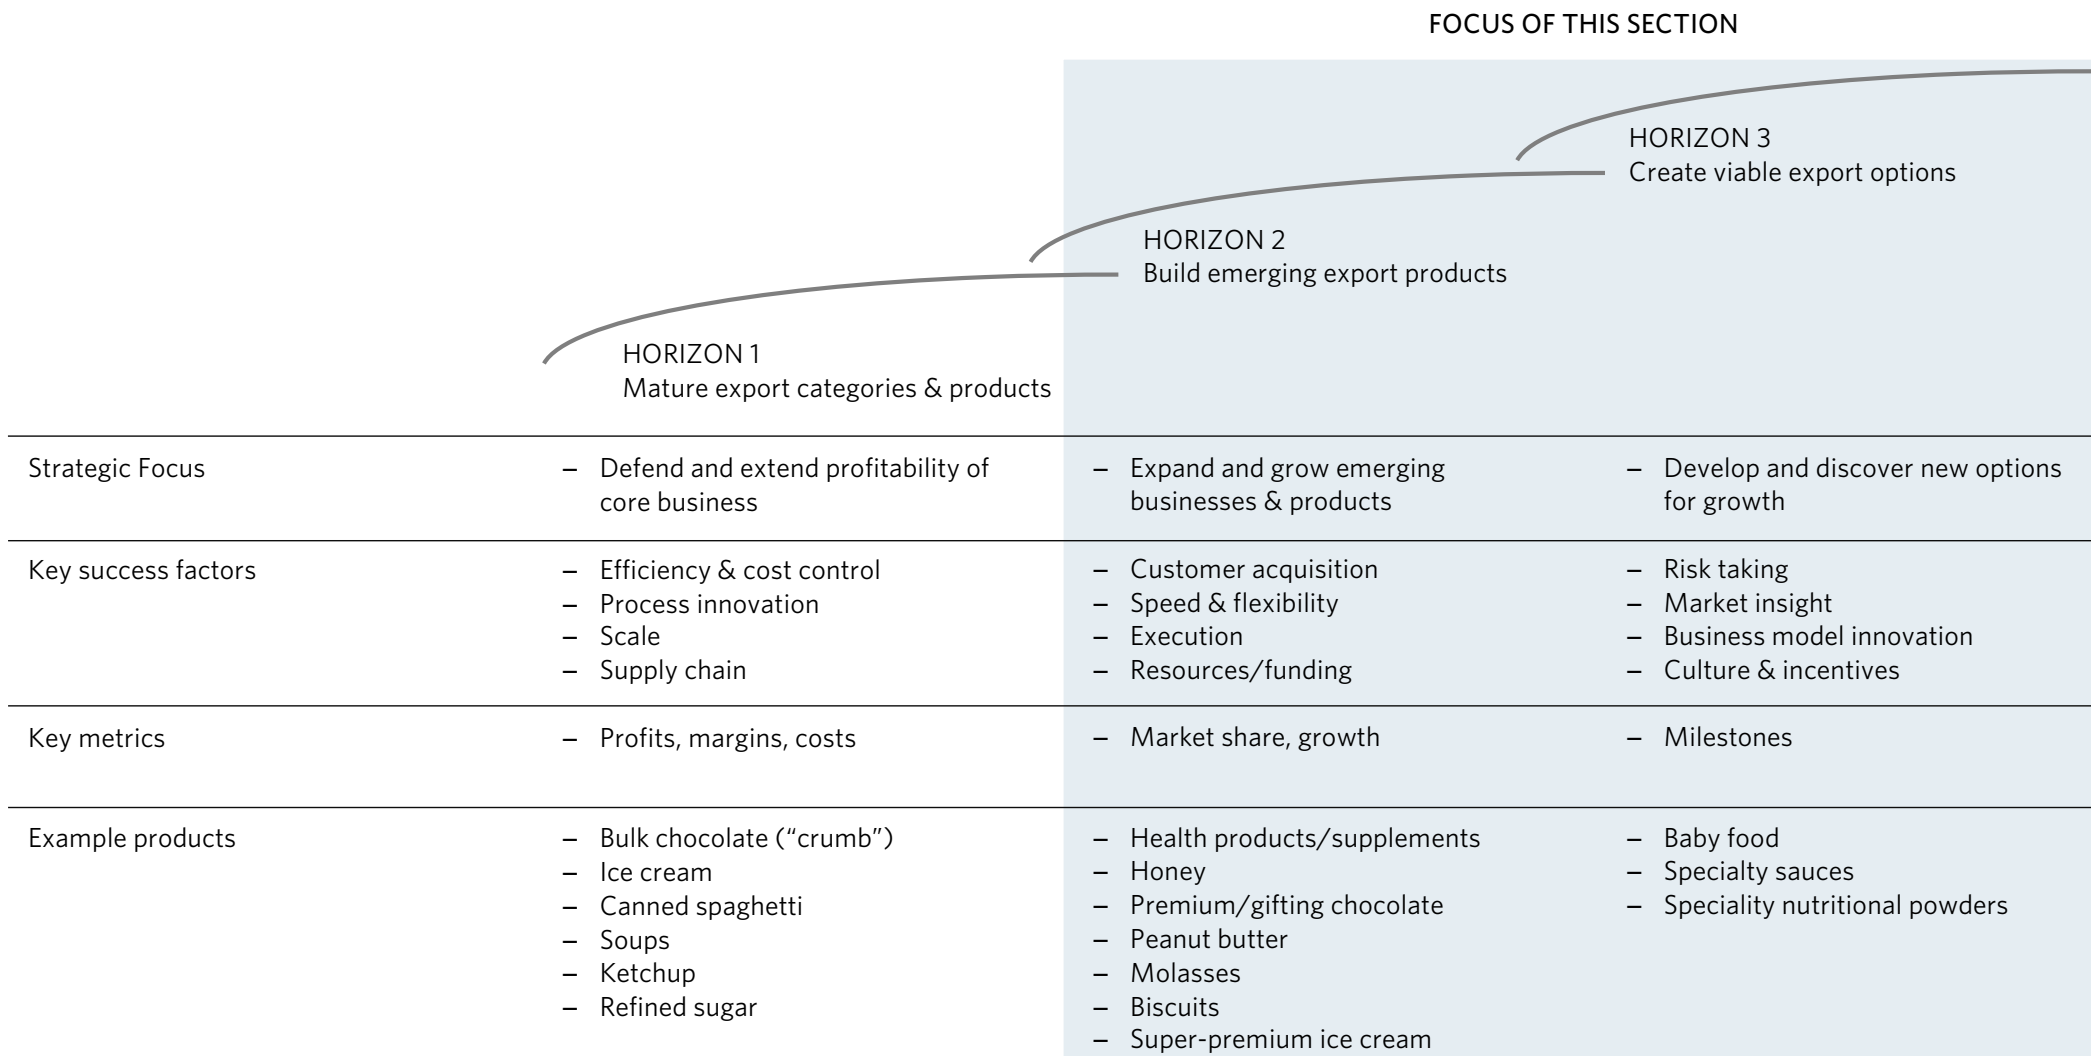 FOCUS OF THIS SECTION
HORIZON 3
Create viable export options
HORIZON 2
Build emerging export products
HORIZON 1
Mature export categories & products
Strategic Focus
– Defend and extend profitability of
core business
– Expand and grow emerging
businesses & products
– Develop and discover new options
for growth
Key success factors
– Efficiency & cost control
– Process innovation
– Scale
– Supply chain
– Customer acquisition
– Speed & flexibility
– Execution
– Resources/funding
– Risk taking
– Market insight
– Business model innovation
– Culture & incentives
Key metrics
– Profits, margins, costs
– Market share, growth
– Milestones
Example products
– Bulk chocolate (“crumb”)
– Ice cream
– Canned spaghetti
– Soups
– Ketchup
– Refined sugar
– Health products/supplements
– Honey
– Premium/gifting chocolate
– Peanut butter
– Molasses
– Biscuits
– Super-premium ice cream
– Baby food
– Specialty sauces
– Speciality nutritional powders